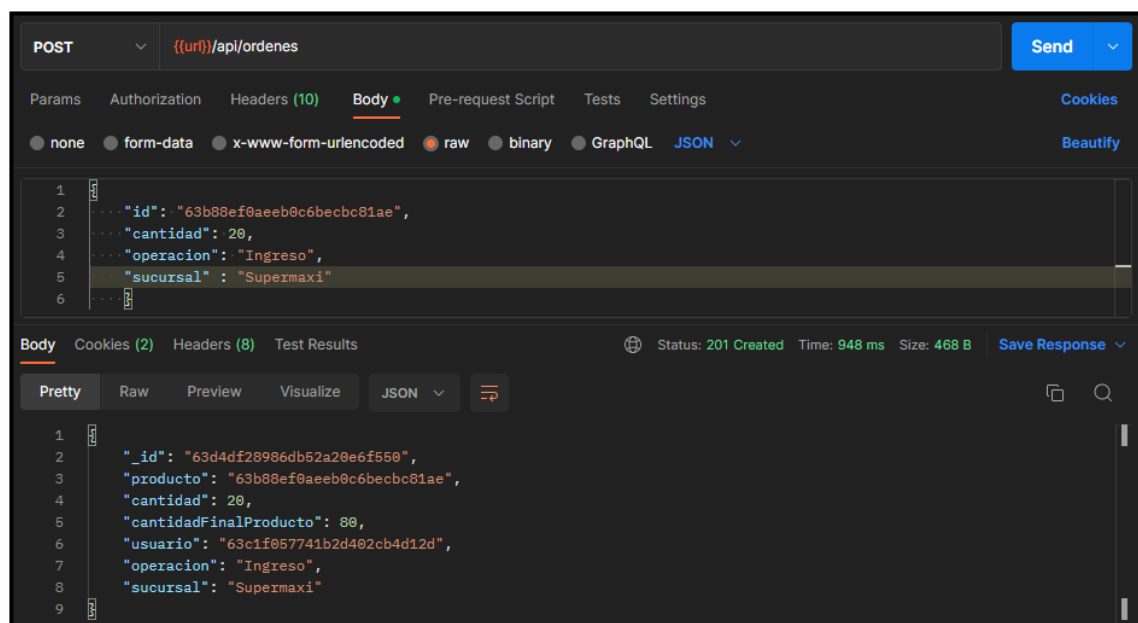 POST {{url}}/api/ordenes Send
Params Authorization Headers (10) Body Pre-request Script Tests Settings Cookies
none form-data x-www-form-urlencoded raw binary GraphQL JSON Beautify
1 {
2 "id": "63b88ef0aeeb0c6becbc81ae",
3 "cantidad": 20,
4 "operacion": "Ingreso",
5 "sucursal" : "Supermaxi"
6 }
Body Cookies (2) Headers (8) Test Results Status: 201 Created Time: 948 ms Size: 468 B Save Response
Pretty Raw Preview Visualize JSON
1 {
2 "_id": "63d4df28986db52a20e6f550",
3 "producto": "63b88ef0aeeb0c6becbc81ae",
4 "cantidad": 20,
5 "cantidadFinalProducto": 80,
6 "usuario": "63c1f057741b2d402cb4d12d",
7 "operacion": "Ingreso",
8 "sucursal": "Supermaxi"
9 }